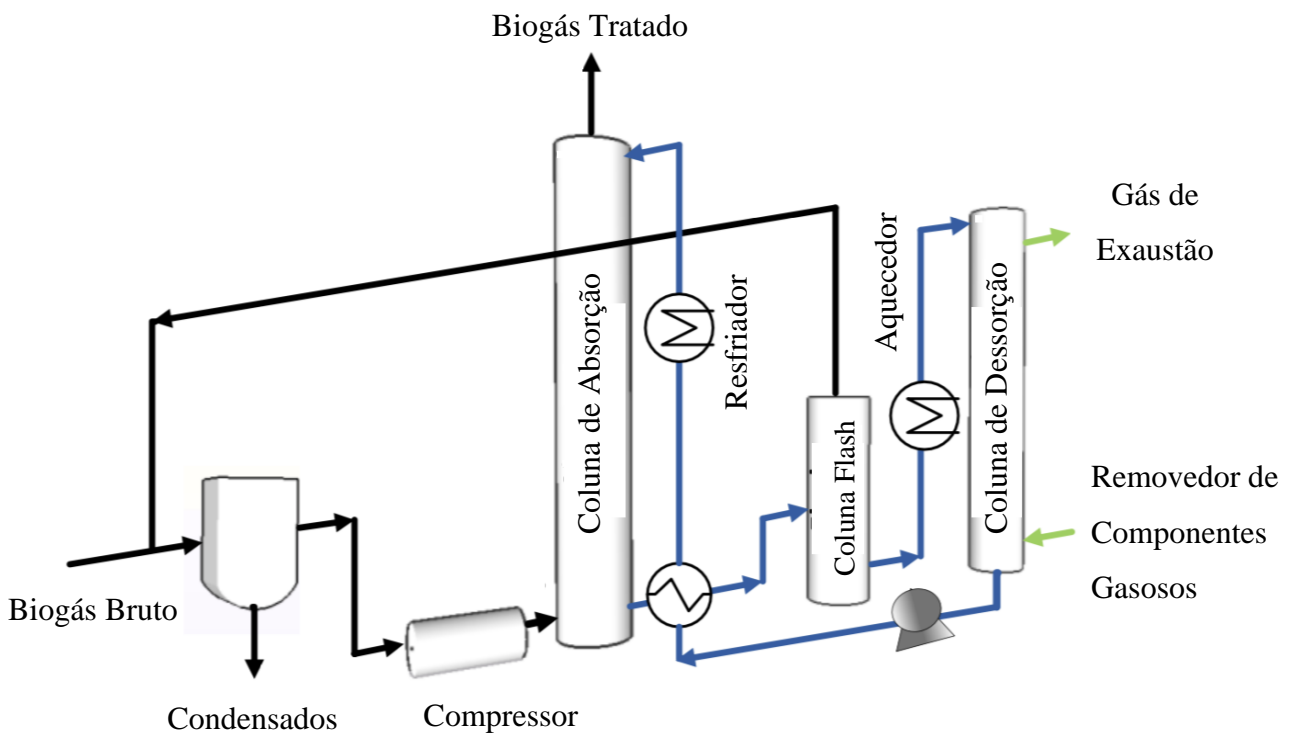 Biogás Tratado
Coluna de Absorção
Resfriador
Aquecedor
Coluna Flash
Coluna de Dessorção
Gás de
Exaustão
Removedor de
Componentes
Gasosos
Biogás Bruto
Condensados
Compressor